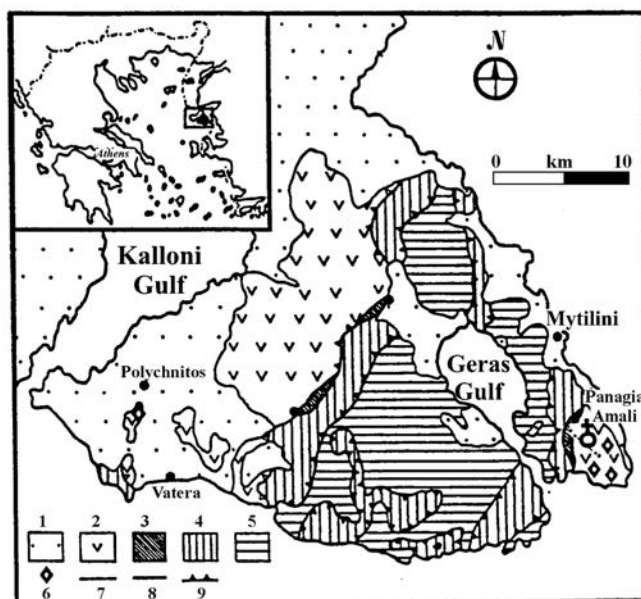 Athens
N
0 km 10
Kalloni
Gulf
Mytilini
Geras
Gulf
Polychnitos
Panagia
Amali
Vatera
1 2 3 4 5
6 7 8 9